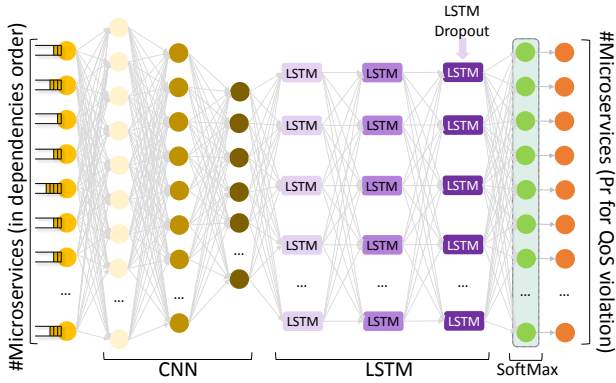 LSTM
Dropout
#Microservices (in dependencies order)
LSTM LSTM LSTM
LSTM LSTM LSTM
LSTM LSTM LSTM
LSTM LSTM LSTM
... ... ... ... ... ... ... ... ...
LSTM LSTM LSTM
#Microservices (Pr for QoS violation)
CNN
LSTM
SoftMax